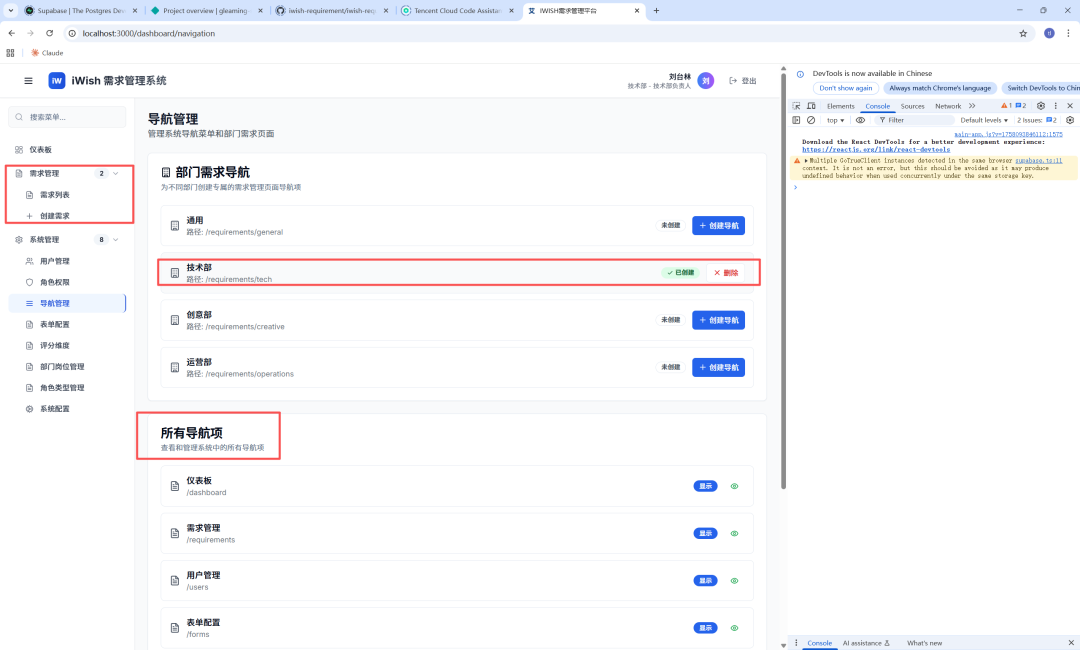 Supabase | The Postgres De
Project overview | gleaming
iwish-requirement/iwish-req
Tencent Cloud Code Assistan
iWISH需求管理平台
localhost:3000/dashboard/navigation
Claude
iW iWish 需求管理系统
刘台林
技术部 - 技术部负责人
刘
登出
搜索菜单...
仪表板
需求管理 2
需求列表
创建需求
系统管理 8
用户管理
角色权限
导航管理
表单配置
评分维度
部门岗位管理
角色类型管理
系统配置
导航管理
管理系统导航菜单和部门需求页面
部门需求导航
为不同部门创建专属的需求管理页面导航项
通用
路径: /requirements/general
未创建 + 创建导航
技术部
路径: /requirements/tech
已创建 删除
创意部
路径: /requirements/creative
未创建 + 创建导航
运营部
路径: /requirements/operations
未创建 + 创建导航
所有导航项
查看和管理系统中的所有导航项
仪表板
/dashboard
显示
需求管理
/requirements
显示
用户管理
/users
显示
表单配置
/forms
显示
DevTools is now available in Chinese
Don't show again Always match Chrome's language Switch DevTools to Chin
Elements Console Sources Network 1 2
top Filter Default levels 2 Issues: 2
main-app.js?v=1758093846112:1575
Download the React DevTools for a better development experience:
https://reactjs.org/link/react-devtools
Multiple GoTrueClient instances detected in the same browser supabase.ts:11
context. It is not an error, but this should be avoided as it may produce
undefined behavior when used concurrently under the same storage key.
Console AI assistance What's new